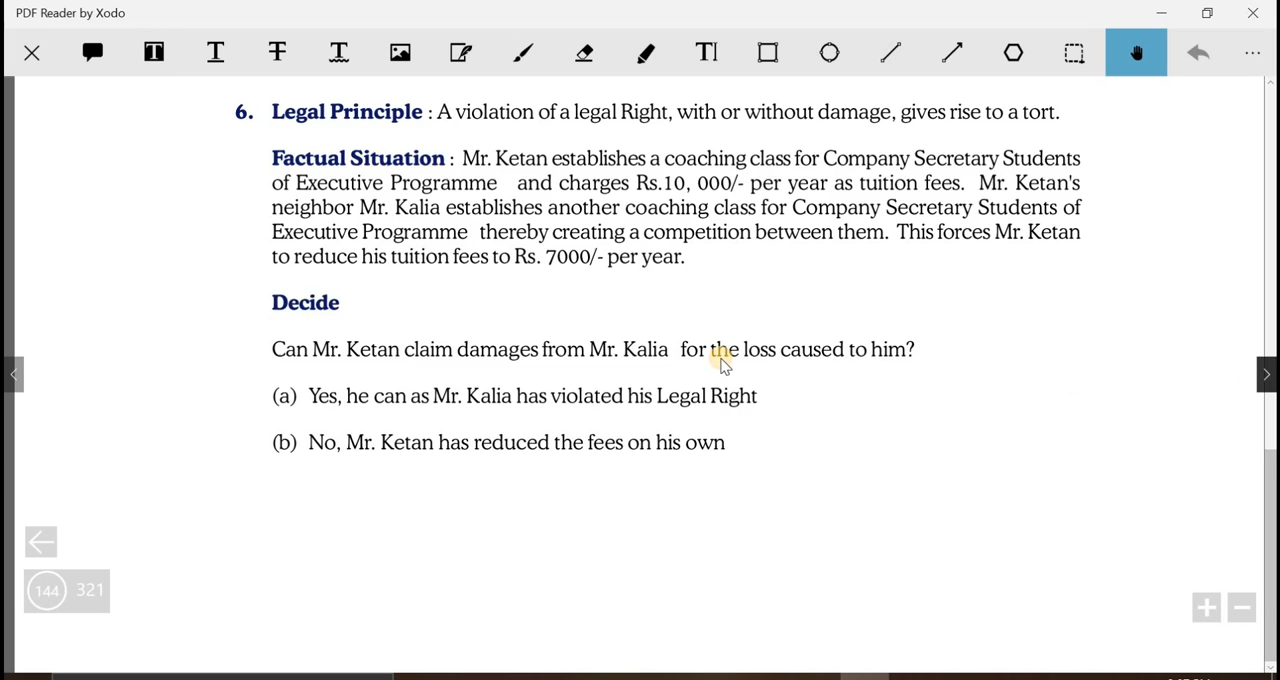 PDF Reader by Xodo
6. Legal Principle : A violation of a legal Right, with or without damage, gives rise to a tort.
Factual Situation : Mr. Ketan establishes a coaching class for Company Secretary Students
of Executive Programme and charges Rs.10, 000/- per year as tuition fees. Mr. Ketan's
neighbor Mr. Kalia establishes another coaching class for Company Secretary Students of
Executive Programme thereby creating a competition between them. This forces Mr. Ketan
to reduce his tuition fees to Rs. 7000/- per year.
Decide
Can Mr. Ketan claim damages from Mr. Kalia for the loss caused to him?
(a) Yes, he can as Mr. Kalia has violated his Legal Right
(b) No, Mr. Ketan has reduced the fees on his own
144 321